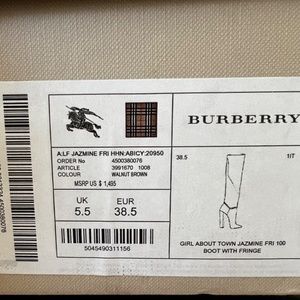 A:LF JAZMINE FRI HHN:ABICY:20950
ORDER No 4500380076
ARTICLE 3991670 1008
COLOUR WALNUT BROWN
MSRP US $ 1,495
UK EUR
5.5 38.5
5045490311156
BURBERRY
38.5 1/T
GIRL ABOUT TOWN JAZMINE FRI 100
BOOT WITH FRINGE